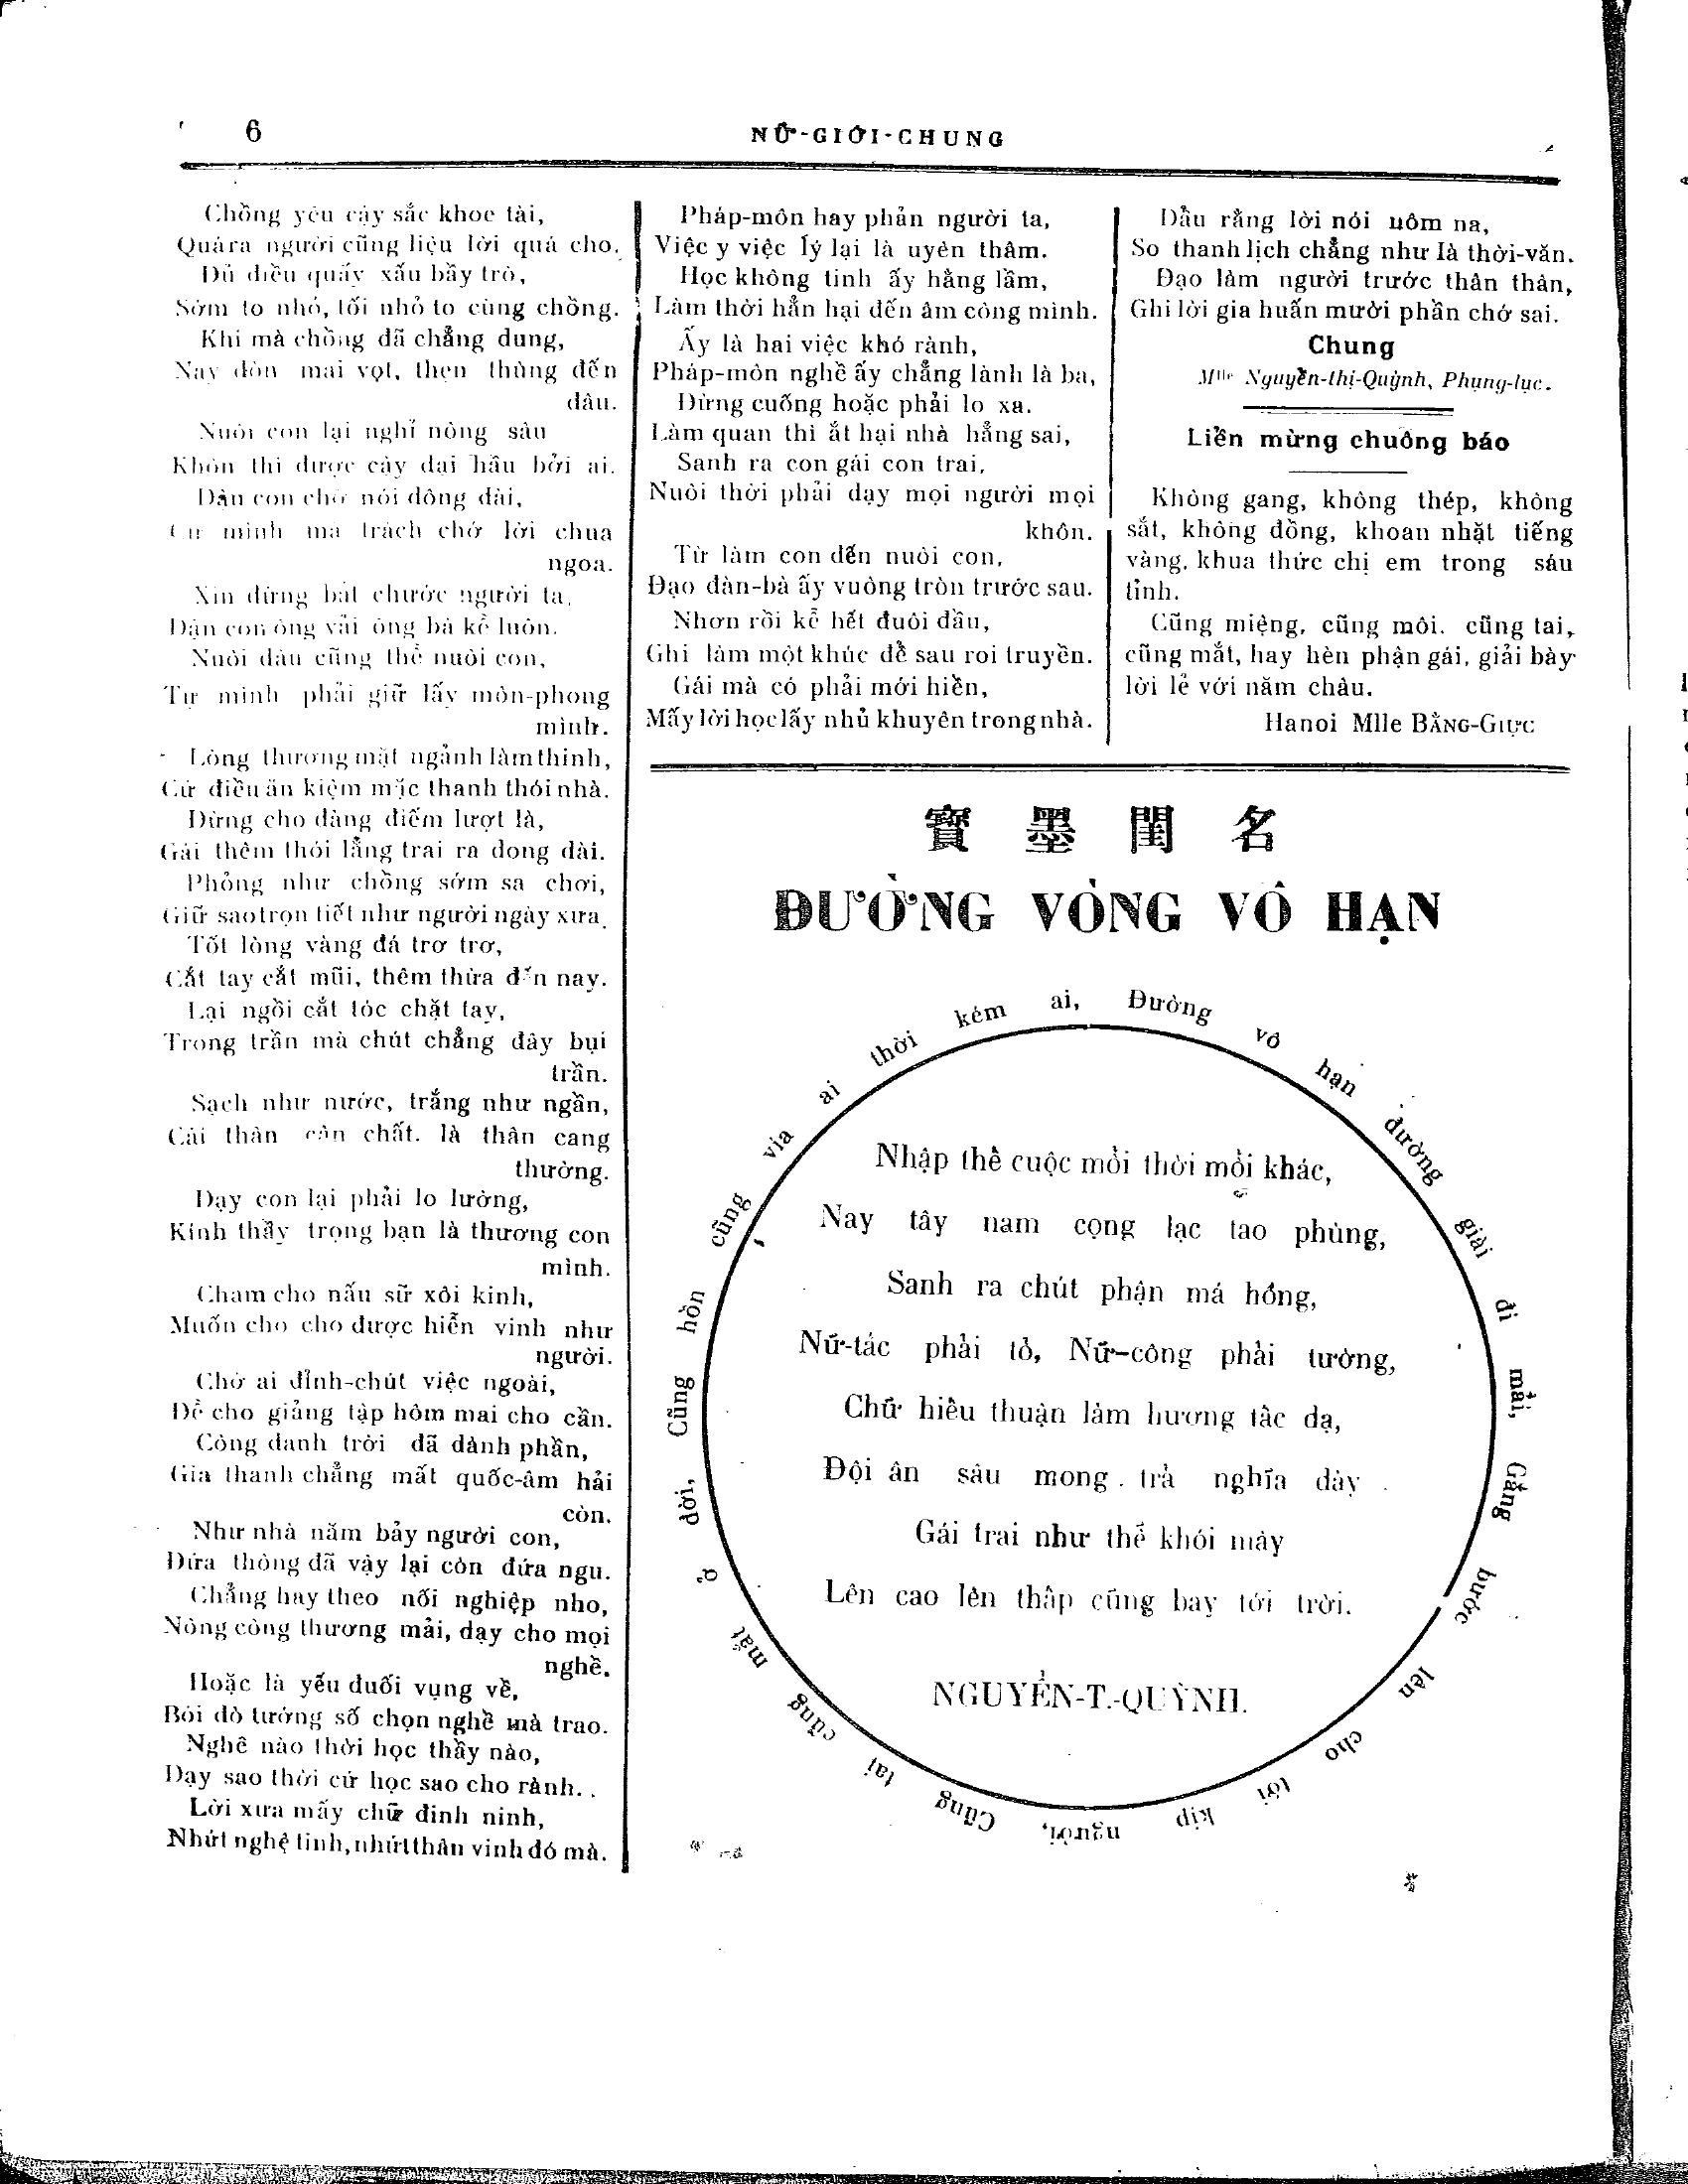 6
NỮ-GIỚI-CHUNG
Chồng yêu cậy sắc khoe tài,
Quá ra người cũng liệu lời quá cho.
Đủ điều quấy xấu bầy trò,
Sớm to nhỏ, tối nhỏ to cùng chồng.
Khi mà chồng đã chẳng dung,
Nay đòn mai vọt, thẹn thùng đến
đâu.
Nuôi con lại nghĩ nông sâu
Khôn thì được cậy dại hầu bởi ai.
Dặn con chớ nói dông dài,
Cứ mình mà trách chớ lời chua
ngoa.
Xin đừng bắt chước người ta,
Dặn con ông vải ông bà kể luôn.
Nuôi dâu cũng thể nuôi con,
Tự mình phải giữ lấy môn-phong
mình.
Lòng thương mặt ngảnh làm thinh,
Cứ điều ăn kiệm mặc thanh thói nhà.
Đừng cho đàng điếm lượt là,
Gái thêm thói lẳng trai ra dong dài.
Phỏng như chồng sớm sa chơi,
Giữ sao trọn tiết như người ngày xưa.
Tốt lòng vàng đá trơ trơ,
Cắt tay cắt mũi, thêm thừa đến nay.
Lại ngồi cắt tóc chặt tay,
Trong trần mà chút chẳng đây bụi
trần.
Sạch như nước, trắng như ngần,
Cái thân cân chất. là thân cang
thường.
Dạy con lại phải lo lường,
Kính thầy trọng bạn là thương con
mình.
Cham cho nấu sữ xôi kinh,
Muốn cho cho được hiển vinh như
người.
Chớ ai đỉnh-chút việc ngoài,
Để cho giảng tập hôm mai cho cần.
Công danh trời đã dành phần,
Gia thanh chẳng mất quốc-âm hải
còn.
Như nhà năm bảy người con,
Đứa thông đã vậy lại còn đứa ngu.
Chẳng hay theo nối nghiệp nho,
Nông công thương mải, dạy cho mọi
nghề.
Hoặc là yếu đuối vụng về,
Bói dò tướng số chọn nghề mà trao.
Nghê nào thời học thầy nào,
Dạy sao thời cứ học sao cho rành..
Lời xưa mấy chữ đinh ninh,
Nhứt nghệ tinh, nhứt thân vinh đó mà.
Pháp-môn hay phản người ta,
Việc y việc lý lại là uyên thâm.
Học không tinh ấy hằng lầm,
Làm thời hẳn hại đến âm công mình.
Ấy là hai việc khó rành,
Pháp-môn nghề ấy chẳng lành là ba,
Đừng cuống hoặc phải lo xa.
Làm quan thì ắt hại nhà hẳng sai,
Sanh ra con gái con trai,
Nuôi thời phải dạy mọi người mọi
khôn.
Từ làm con đến nuôi con,
Đạo đàn-bà ấy vuông tròn trước sau.
Nhơn rồi kể hết đuôi đầu,
Ghi làm một khúc để sau roi truyền.
Gái mà có phải mới hiền,
Mấy lời học lấy nhủ khuyên trong nhà.
Dầu rằng lời nói nôm na,
So thanh lịch chẳng như là thời-văn.
Đạo làm người trước thân thân,
Ghi lời gia huấn mười phần chớ sai.
Chung
Mlle Nguyễn-thị-Quỳnh, Phụng-lục.
Liền mừng chuông báo
Không gang, không thép, không
sắt, không đồng, khoan nhặt tiếng
vàng, khua thức chị em trong sáu
tỉnh.
Cũng miệng, cũng môi. cũng tai,
cũng mắt, hay hèn phận gái, giải bày
lời lẽ với năm châu.
Hanoi Mlle BẰNG-GIỰC
寶墨閨名
ĐƯỜNG VÒNG VÔ HẠN
Đường vô hạn đường giài đi mải, Gắng bước lên cho tới kịp người, Cũng tai cũng mắt ở đời, Cũng hòn cũng vía ai thời kém ai,
Nhập thế cuộc mỗi thời mỗi khác,
Nay tây nam cọng lạc tao phùng,
Sanh ra chút phận má hồng,
Nữ-tắc phải tỏ, Nữ-công phải tường,
Chữ hiếu thuận làm hương tấc dạ,
Đội ân sâu mong. trả nghĩa dày.
Gái trai như thể khói mây
Lên cao lên thấp cũng bay tới trời.
NGUYỄN-T.-QUỲNH.